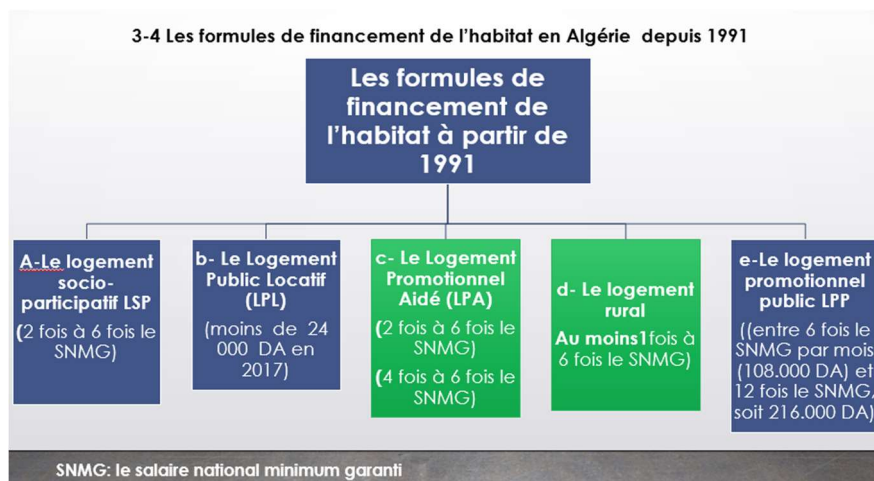 3-4 Les formules de financement de l'habitat en Algérie depuis 1991
Les formules de
financement de
l'habitat à partir de
1991
A-Le logement
socio-
participatif LSP
(2 fois à 6 fois le
SNMG)
b- Le Logement
Public Locatif
(LPL)
(moins de 24
000 DA en
2017)
c- Le Logement
Promotionnel
Aidé (LPA)
(2 fois à 6 fois le
SNMG)
(4 fois à 6 fois le
SNMG)
d- Le logement
rural
Au moins1fois à
6 fois le SNMG)
e-Le logement
promotionnel
public LPP
((entre 6 fois le
SNMG par mois
(108.000 DA) et
12 fois le SNMG,
soit 216.000 DA)
SNMG: le salaire national minimum garanti